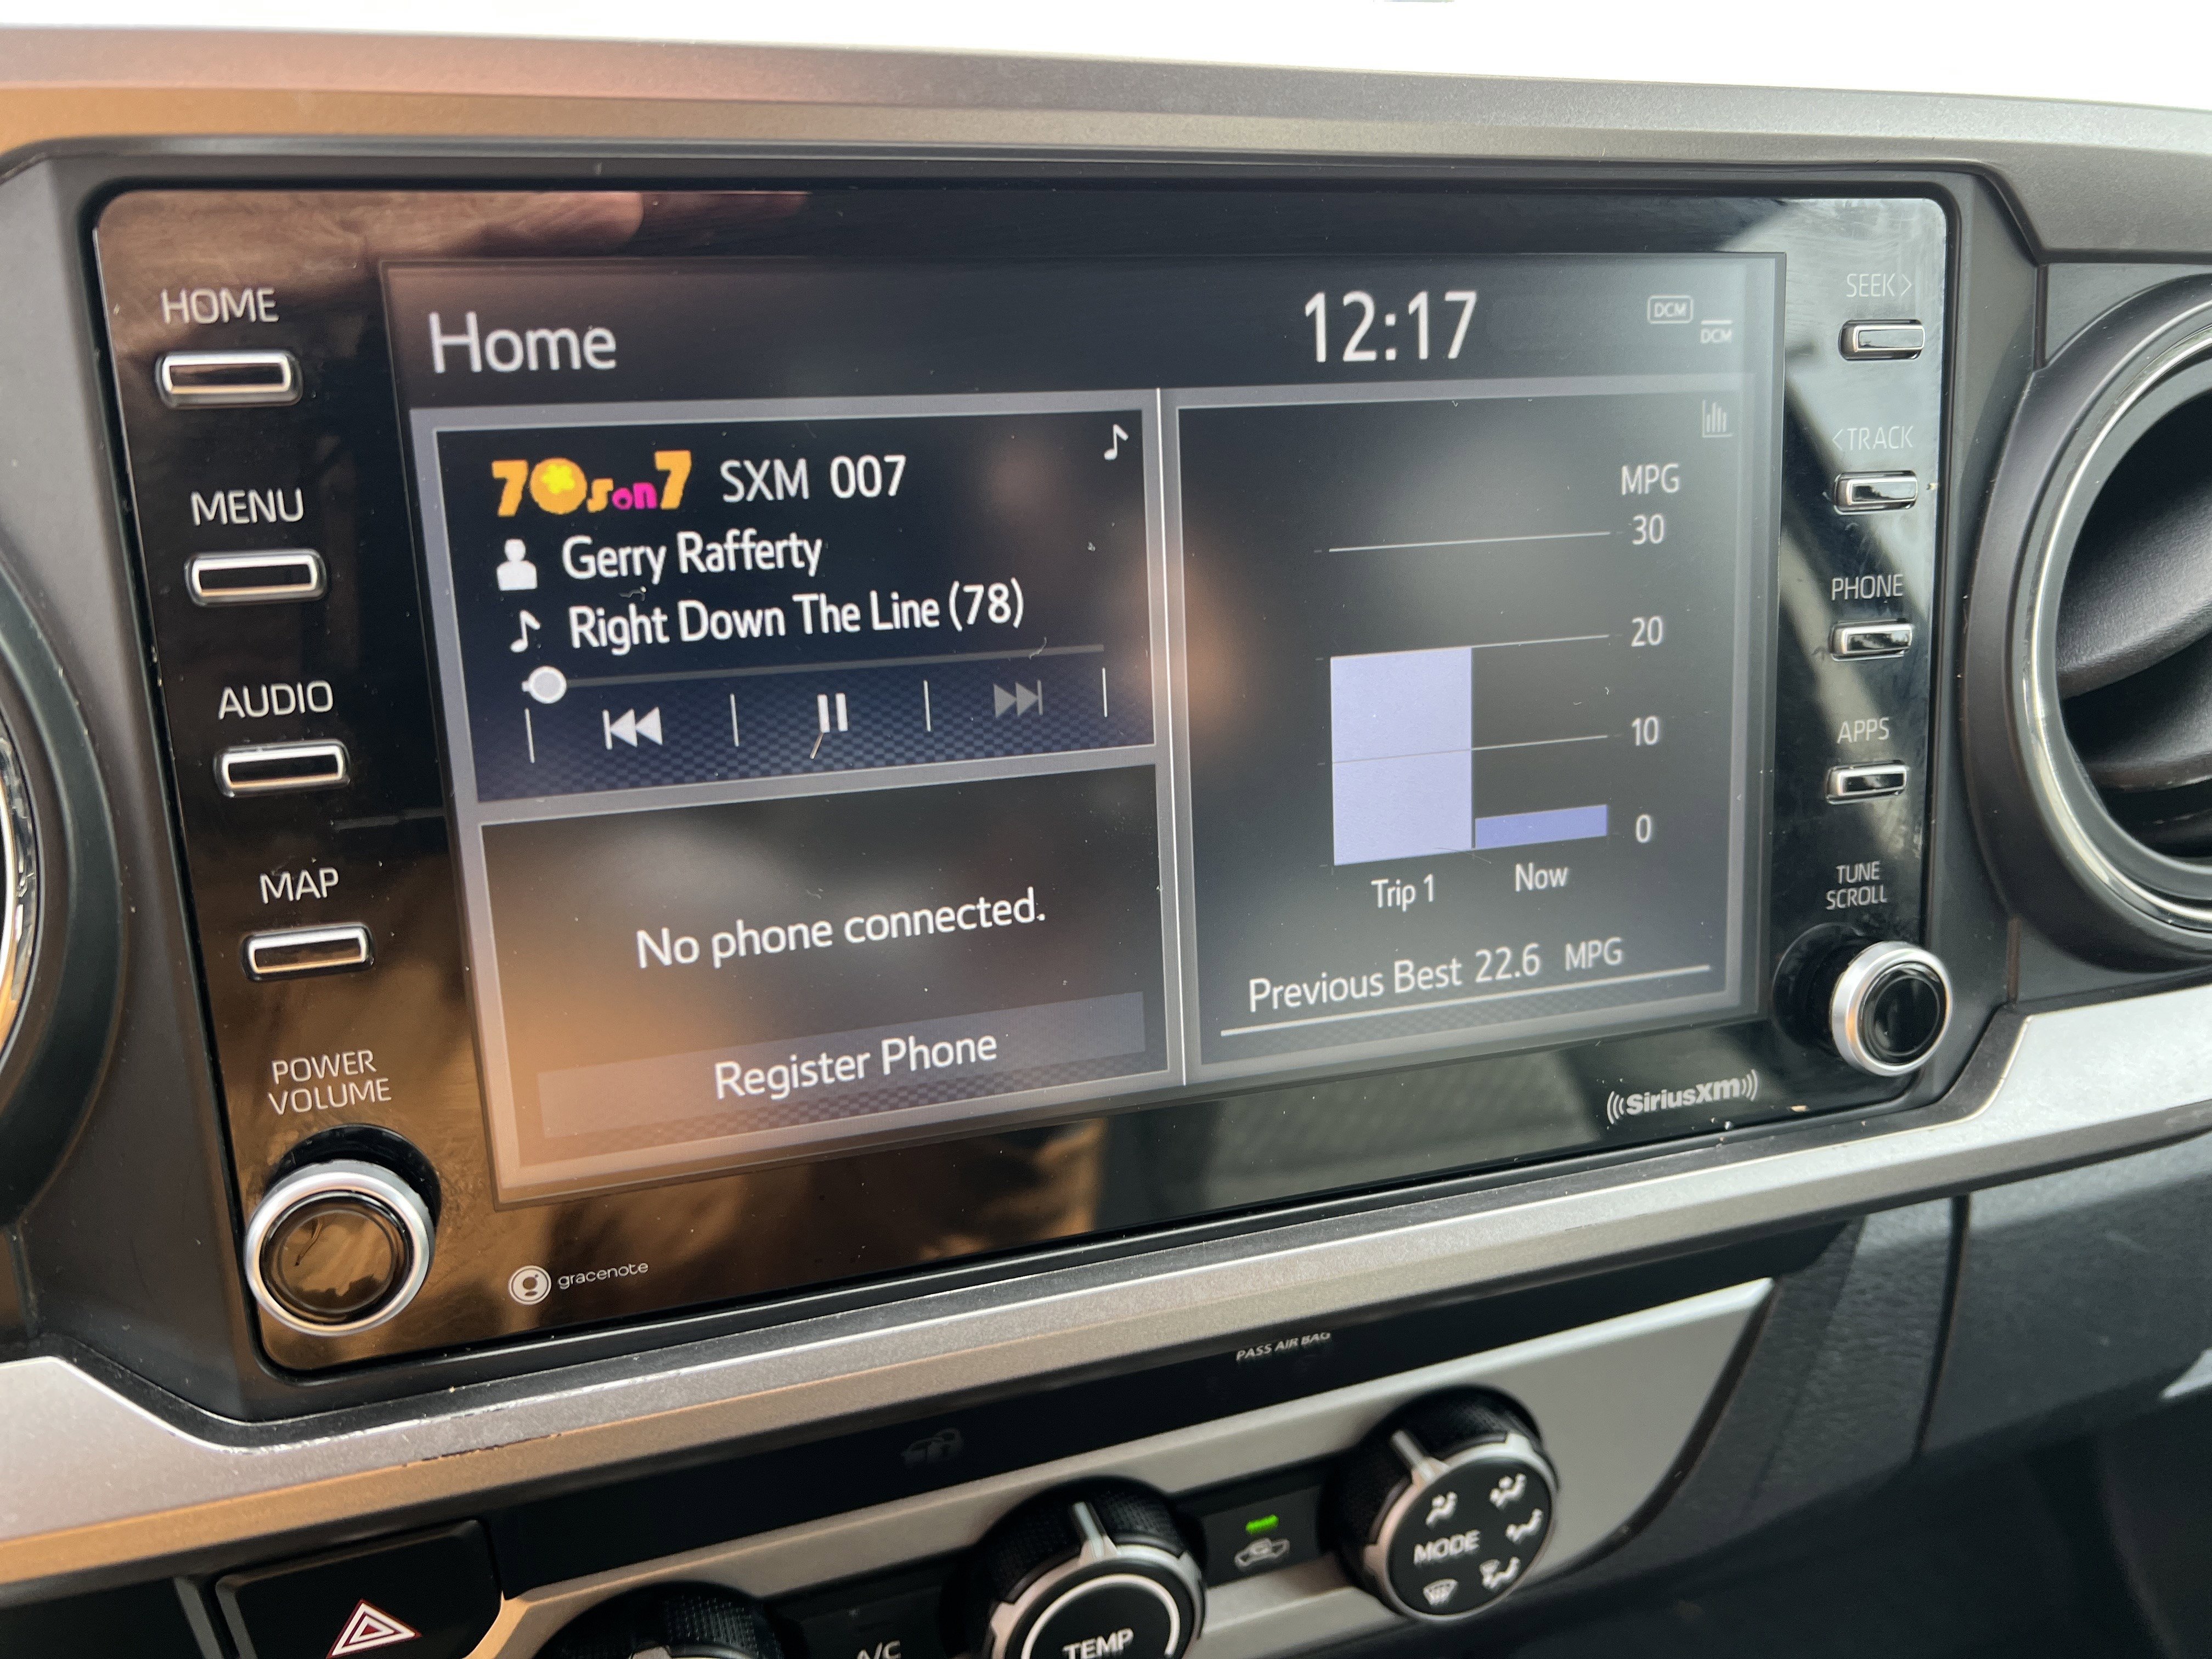 HOME
MENU
AUDIO
MAP
POWER
VOLUME
Home
12:17
DCM
DCM
70s on 7 SXM 007
Gerry Rafferty
Right Down The Line (78)
No phone connected.
Register Phone
MPG
30
20
10
0
Trip 1
Now
Previous Best 22.6 MPG
SEEK>
<TRACK
PHONE
APPS
TUNE
SCROLL
((SiriusXM))
gracenote
PASS AIR BAG
A/C
TEMP
MODE